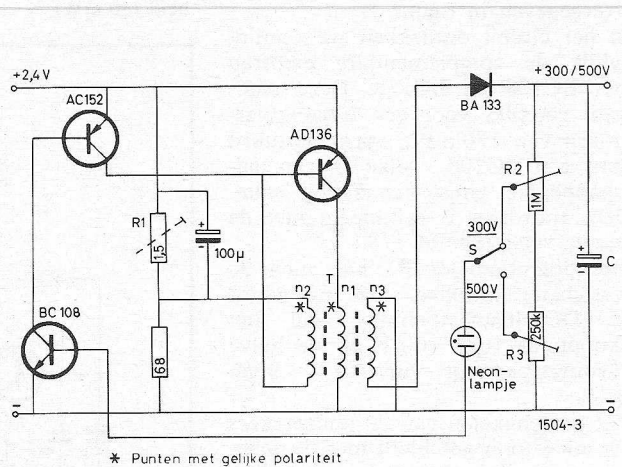 +2,4V
+300/500V
AC152
BA 133
AD136
R2
1M
R1
1,5
+
100μ
-
300V
S
500V
+
C
-
n2
T
n1
n3
*
*
*
BC 108
68
250k
R3
Neon-
lampje
-
-
1504-3
* Punten met gelijke polariteit